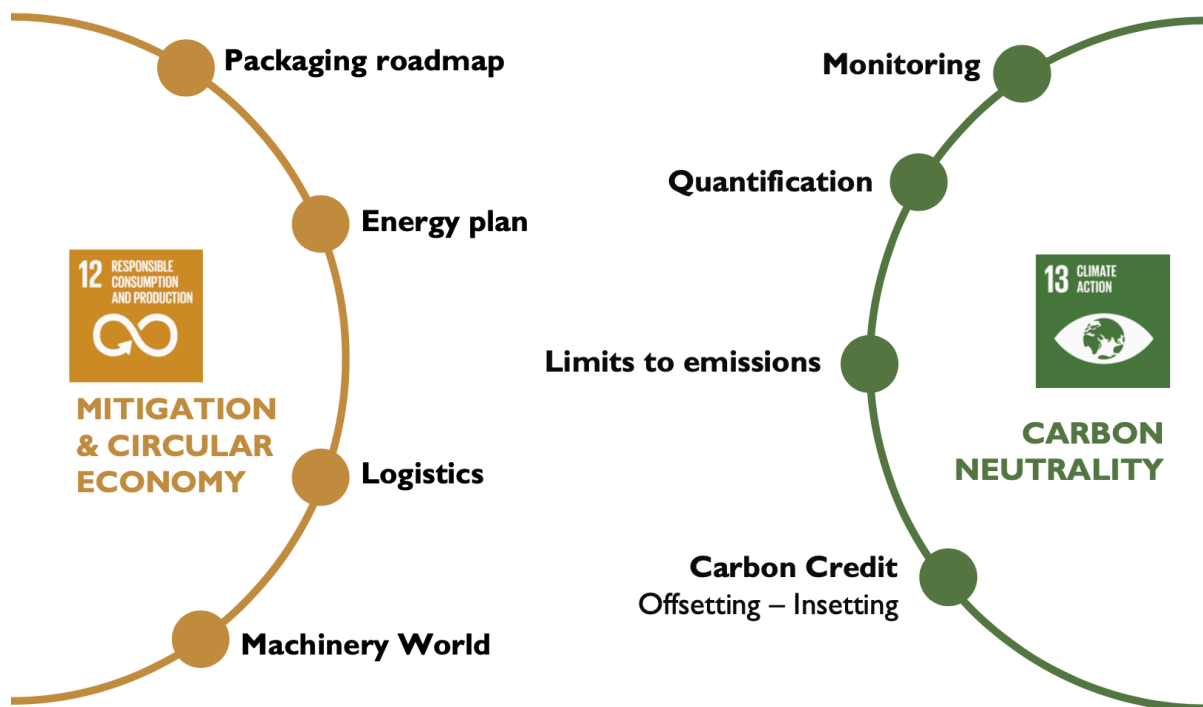 Packaging roadmap
Energy plan
12 RESPONSIBLE
CONSUMPTION
AND PRODUCTION
MITIGATION
& CIRCULAR
ECONOMY
Logistics
Machinery World
Monitoring
Quantification
Limits to emissions
13 CLIMATE
ACTION
CARBON
NEUTRALITY
Carbon Credit
Offsetting – Insetting